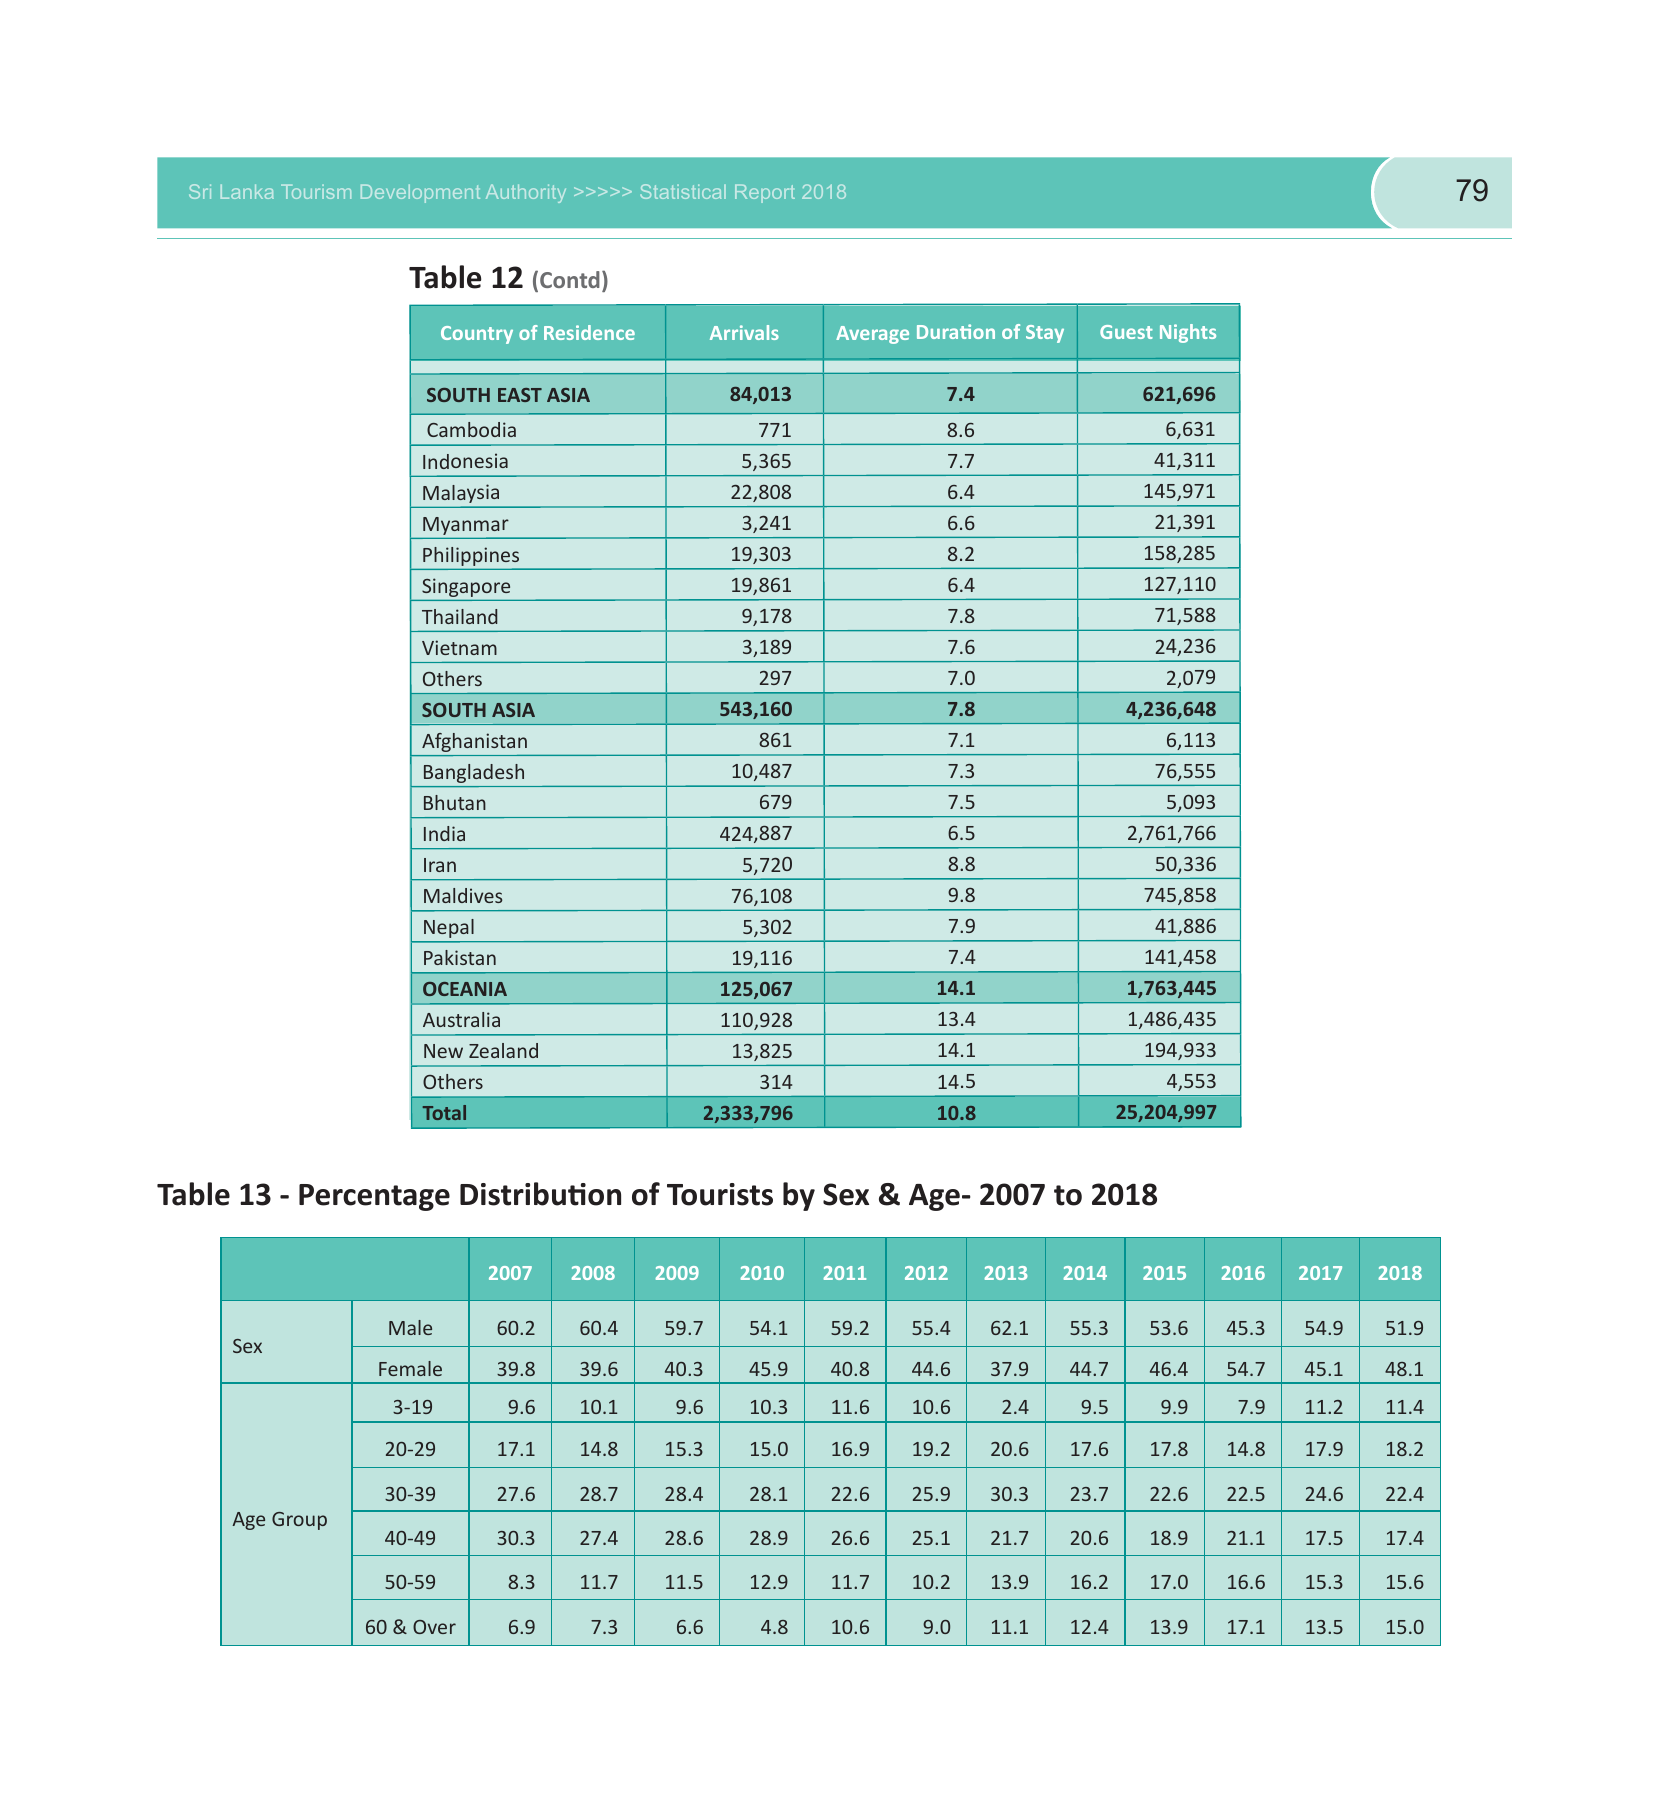 Sri Lanka Tourism Development Authority >>>>> Statistical Report 2018 79
Table 12 (Contd)
Country of Residence Arrivals Average Duration of Stay Guest Nights
SOUTH EAST ASIA 84,013 7.4 621,696
Cambodia 771 8.6 6,631
Indonesia 5,365 7.7 41,311
Malaysia 22,808 6.4 145,971
Myanmar 3,241 6.6 21,391
Philippines 19,303 8.2 158,285
Singapore 19,861 6.4 127,110
Thailand 9,178 7.8 71,588
Vietnam 3,189 7.6 24,236
Others 297 7.0 2,079
SOUTH ASIA 543,160 7.8 4,236,648
Afghanistan 861 7.1 6,113
Bangladesh 10,487 7.3 76,555
Bhutan 679 7.5 5,093
India 424,887 6.5 2,761,766
Iran 5,720 8.8 50,336
Maldives 76,108 9.8 745,858
Nepal 5,302 7.9 41,886
Pakistan 19,116 7.4 141,458
OCEANIA 125,067 14.1 1,763,445
Australia 110,928 13.4 1,486,435
New Zealand 13,825 14.1 194,933
Others 314 14.5 4,553
Total 2,333,796 10.8 25,204,997
Table 13 - Percentage Distribution of Tourists by Sex & Age- 2007 to 2018
2007 2008 2009 2010 2011 2012 2013 2014 2015 2016 2017 2018
Sex
Male 60.2 60.4 59.7 54.1 59.2 55.4 62.1 55.3 53.6 45.3 54.9 51.9
Female 39.8 39.6 40.3 45.9 40.8 44.6 37.9 44.7 46.4 54.7 45.1 48.1
Age Group
3-19 9.6 10.1 9.6 10.3 11.6 10.6 2.4 9.5 9.9 7.9 11.2 11.4
20-29 17.1 14.8 15.3 15.0 16.9 19.2 20.6 17.6 17.8 14.8 17.9 18.2
30-39 27.6 28.7 28.4 28.1 22.6 25.9 30.3 23.7 22.6 22.5 24.6 22.4
40-49 30.3 27.4 28.6 28.9 26.6 25.1 21.7 20.6 18.9 21.1 17.5 17.4
50-59 8.3 11.7 11.5 12.9 11.7 10.2 13.9 16.2 17.0 16.6 15.3 15.6
60 & Over 6.9 7.3 6.6 4.8 10.6 9.0 11.1 12.4 13.9 17.1 13.5 15.0